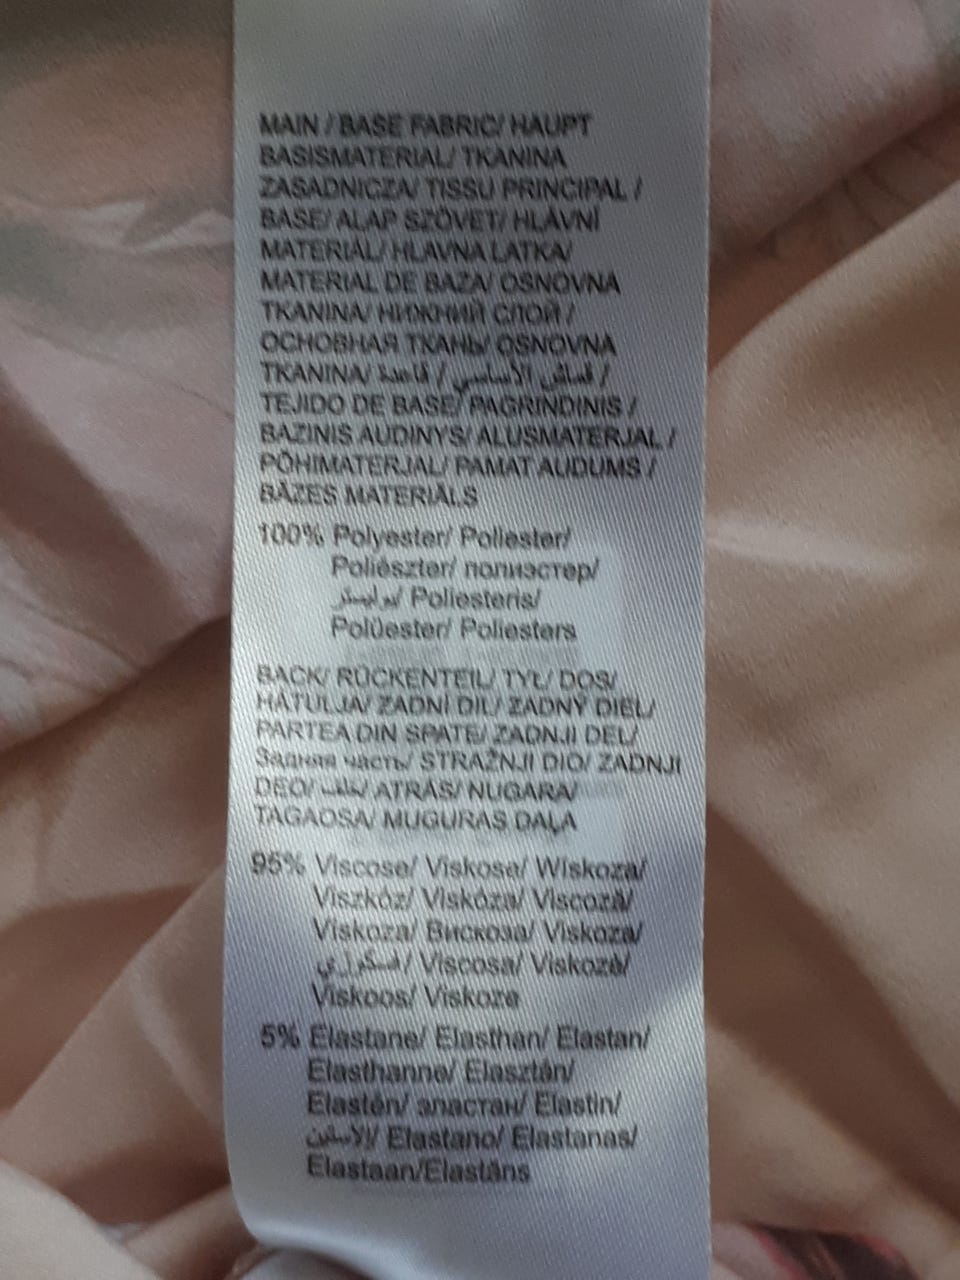 MAIN / BASE FABRIC/ HAUPT
BASISMATERIAL/ TKANINA
ZASADNICZA/ TISSU PRINCIPAL /
BASE/ ALAP SZÖVET/ HLAVNÍ
MATERIÁL/ HLAVNA LATKA/
MATERIAL DE BAZA/ OSNOVNA
TKANINA/ НИЖНИЙ СЛОЙ /
ОСНОВНАЯ ТКАНЬ/ OSNOVNA
TKANINA/ قماش الأساسي / قاعدة /
TEJIDO DE BASE/ PAGRINDINIS /
BAZINIS AUDINYS/ ALUSMATERJAL /
PÕHIMATERJAL/ PAMAT AUDUMS /
BĀZES MATERIĀLS
100% Polyester/ Poliester/
Poliészter/ полиэстер/
بوليستر/ Poliesteris/
Polüester/ Poliesters
BACK/ RÜCKENTEIL/ TYŁ/ DOS/
HÁTULJA/ ZADNÍ DÍL/ ZADNÝ DIEL/
PARTEA DIN SPATE/ ZADNJI DEL/
Задняя часть/ STRAŽNJI DIO/ ZADNJI
DEO/ خلف/ ATRÁS/ NUGARA/
TAGAOSA/ MUGURAS DAĻA
95% Viscose/ Viskose/ Wiskoza/
Viszkóz/ Viskóza/ Viscoză/
Viskoza/ Вискоза/ Viskoza/
فسكوزي/ Viscosa/ Viskozė/
Viskoos/ Viskoze
5% Elastane/ Elasthan/ Elastan/
Elasthanne/ Elasztán/
Elastén/ эластан/ Elastin/
الاستين/ Elastano/ Elastanas/
Elastaan/Elastāns